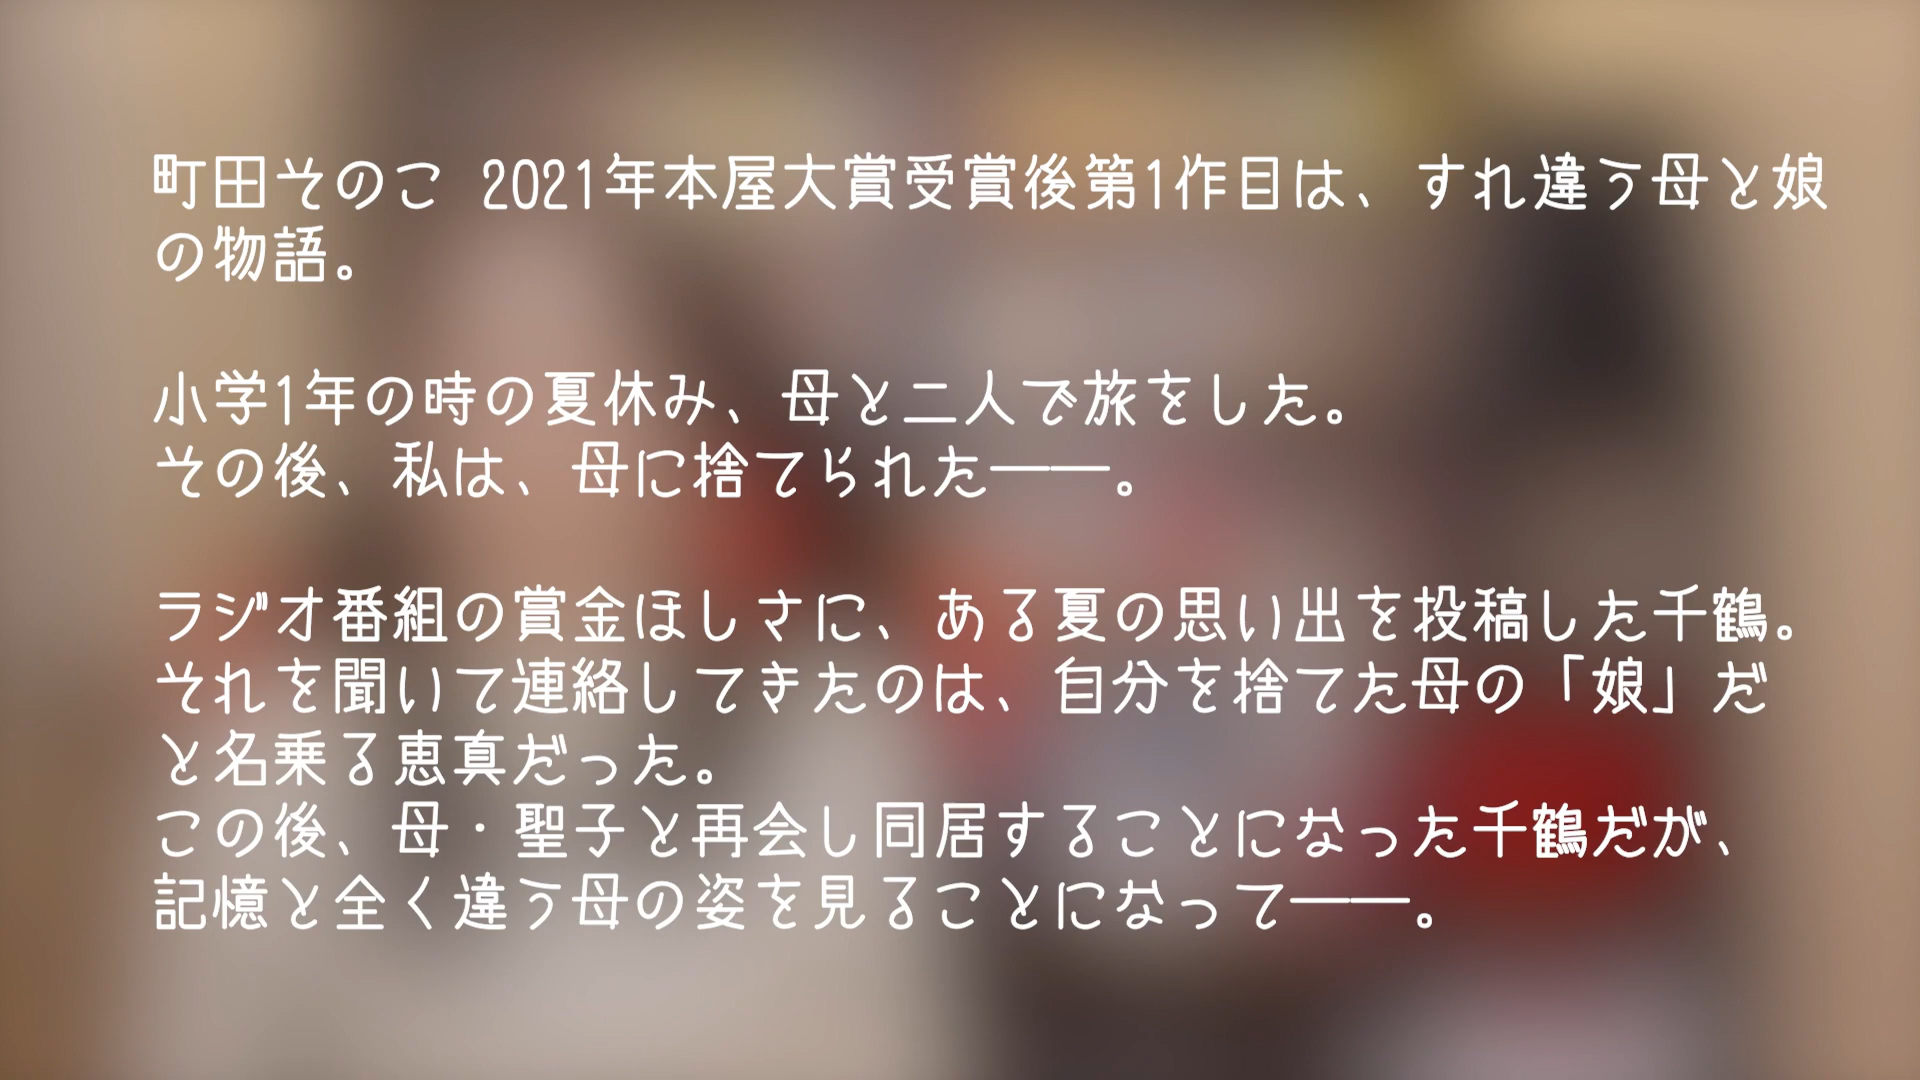 町田そのこ 2021年本屋大賞受賞後第1作目は、すれ違う母と娘
の物語。
小学1年の時の夏休み、母と二人で旅をした。
その後、私は、母に捨てられた――。
ラジオ番組の賞金ほしさに、ある夏の思い出を投稿した千鶴。
それを聞いて連絡してきたのは、自分を捨てた母の「娘」だ
と名乗る恵真だった。
この後、母・聖子と再会し同居することになった千鶴だが、
記憶と全く違う母の姿を見ることになって――。